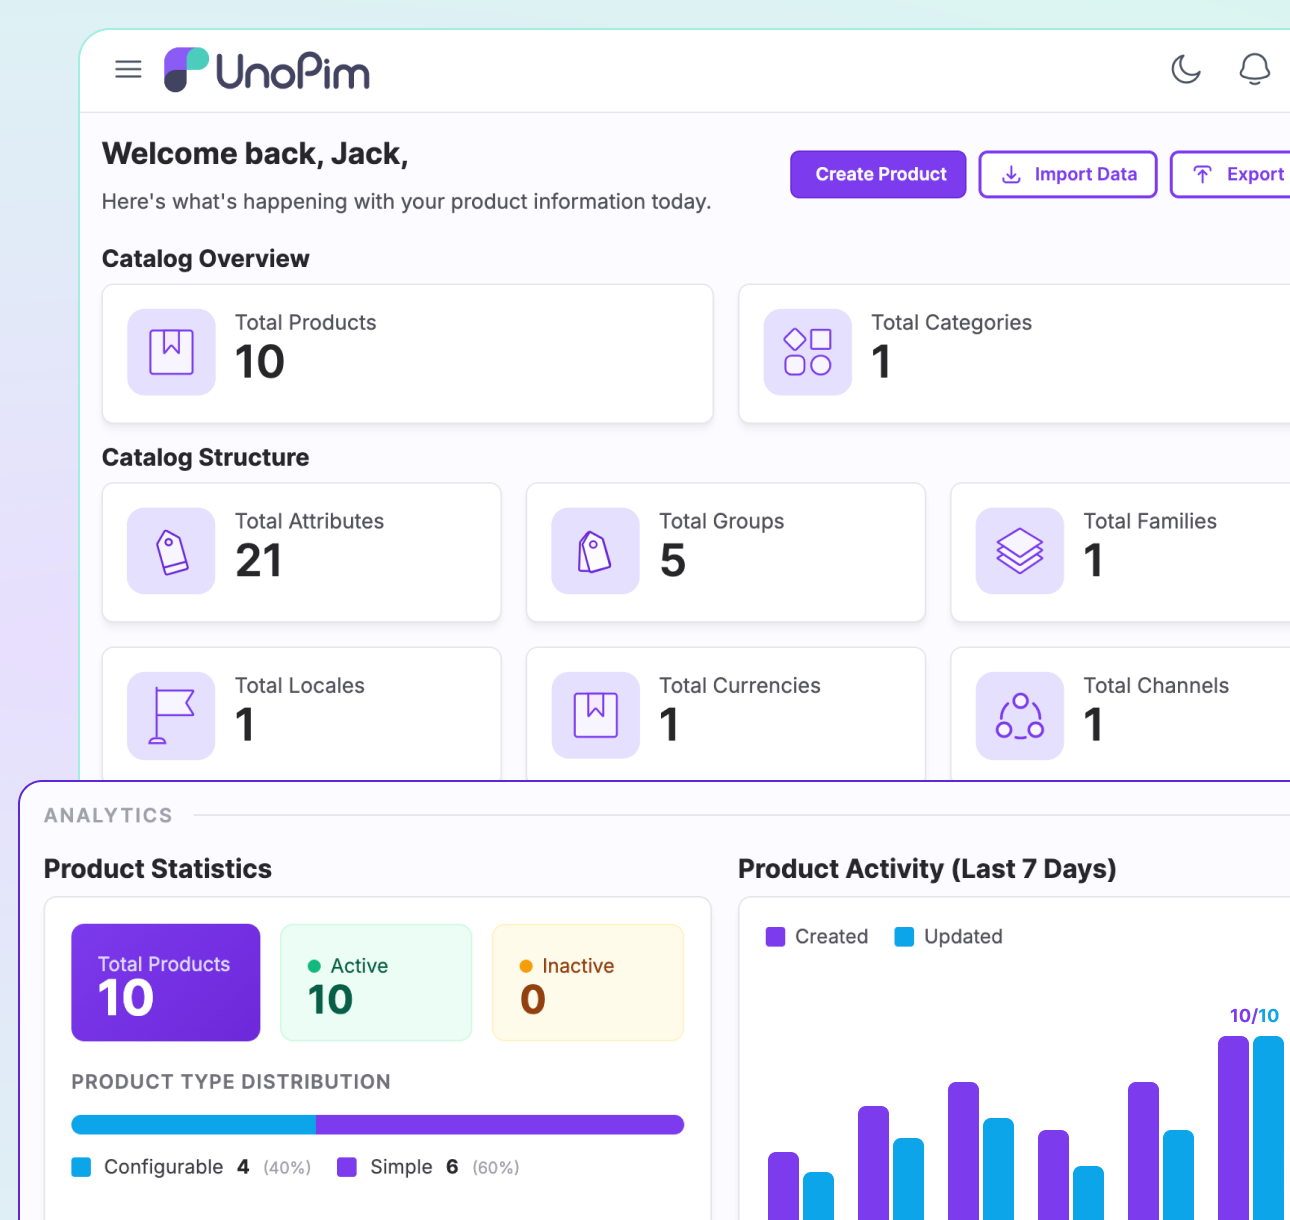 UnoPim
Welcome back, Jack,
Here's what's happening with your product information today.
Create Product
Import Data
Export
Catalog Overview
Total Products
10
Total Categories
1
Catalog Structure
Total Attributes
21
Total Groups
5
Total Families
1
Total Locales
1
Total Currencies
1
Total Channels
1
ANALYTICS
Product Statistics
Total Products
10
Active
10
Inactive
0
PRODUCT TYPE DISTRIBUTION
Configurable 4 (40%) Simple 6 (60%)
Product Activity (Last 7 Days)
Created Updated
10/10